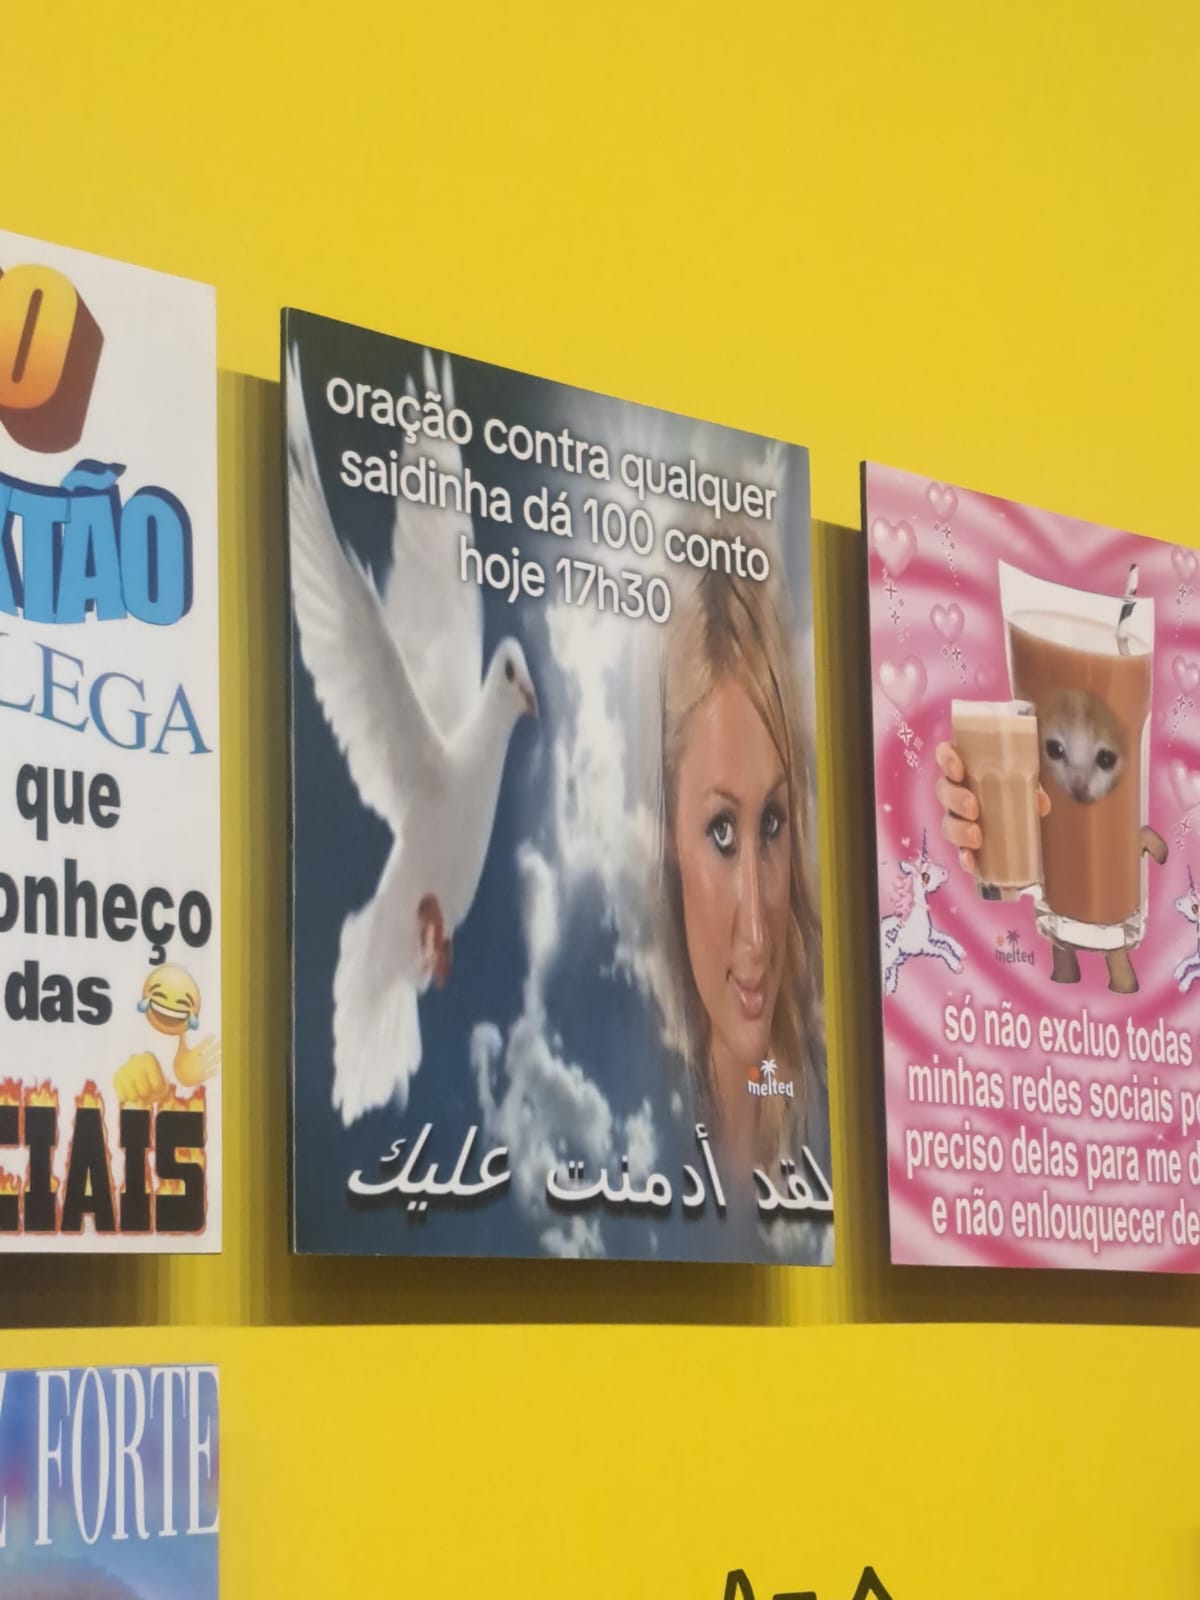 O
XTÃO
LEGA
que
onheço
das
CIAIS
oração contra qualquer
saidinha dá 100 conto
hoje 17h30
melted
لقد أدمنت عليك
melted
só não excluo todas
minhas redes sociais
preciso delas para me
e não enlouquecer de
FORTE